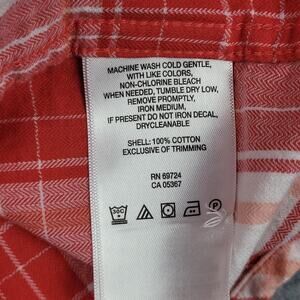 MACHINE WASH COLD GENTLE,
WITH LIKE COLORS,
NON-CHLORINE BLEACH
WHEN NEEDED, TUMBLE DRY LOW,
REMOVE PROMPTLY,
IRON MEDIUM,
IF PRESENT DO NOT IRON DECAL,
DRYCLEANABLE
SHELL: 100% COTTON
EXCLUSIVE OF TRIMMING
RN 69724
CA 05367
P